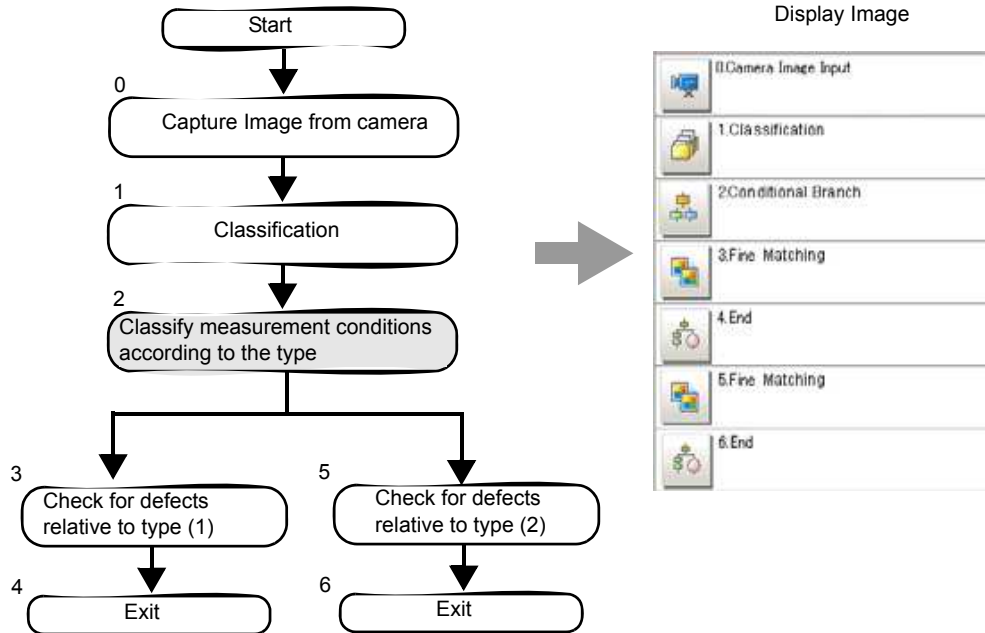 Start
0
Capture Image from camera
1
Classification
2
Classify measurement conditions
according to the type
3
Check for defects
relative to type (1)
4
Exit
5
Check for defects
relative to type (2)
6
Exit
Display Image
0.Camera Image Input
1.Classification
2.Conditional Branch
3.Fine Matching
4.End
5.Fine Matching
6.End